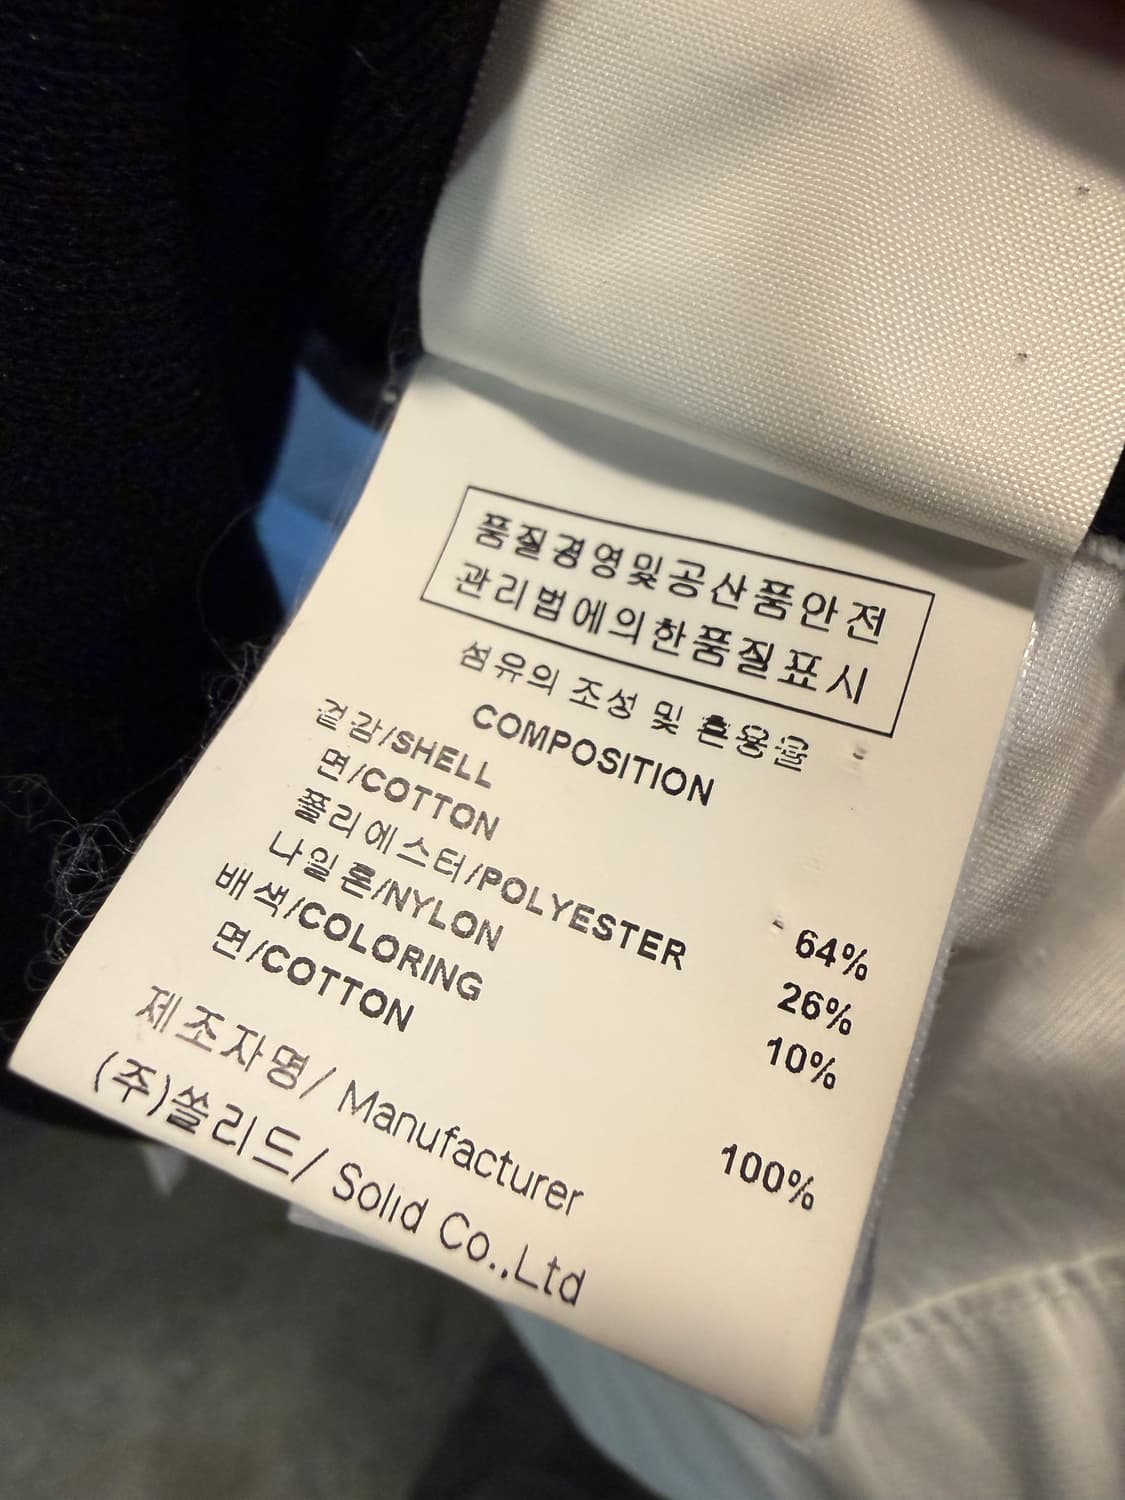 품질경영및공산품안전
관리법에의한품질표시
섬유의 조성 및 혼용율
COMPOSITION
겉감/SHELL
면/COTTON 64%
폴리에스터/POLYESTER 26%
나일론/NYLON 10%
배색/COLORING
면/COTTON 100%
제조자명/ Manufacturer
(주)쏠리드/ Solid Co.,Ltd